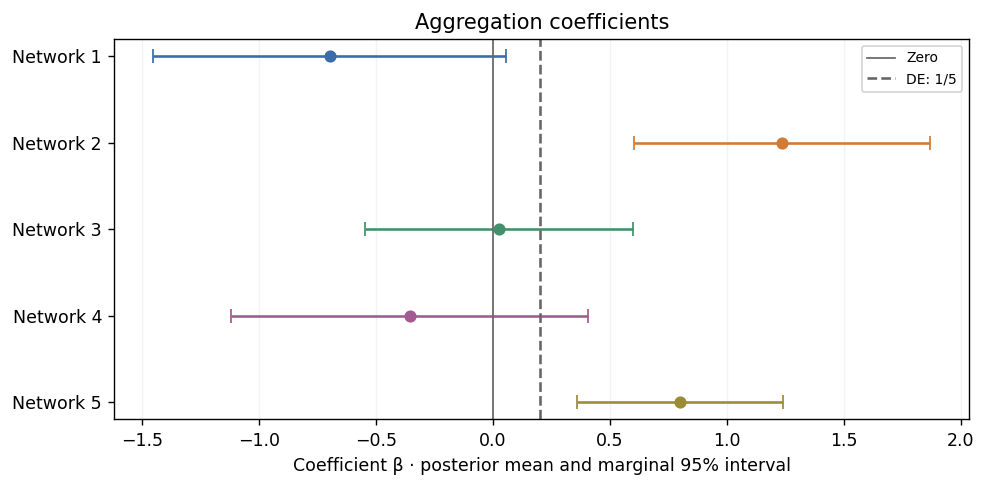 Aggregation coefficients
Network 1
Network 2
Network 3
Network 4
Network 5
Zero
DE: 1/5
−1.5 −1.0 −0.5 0.0 0.5 1.0 1.5 2.0
Coefficient β · posterior mean and marginal 95% interval